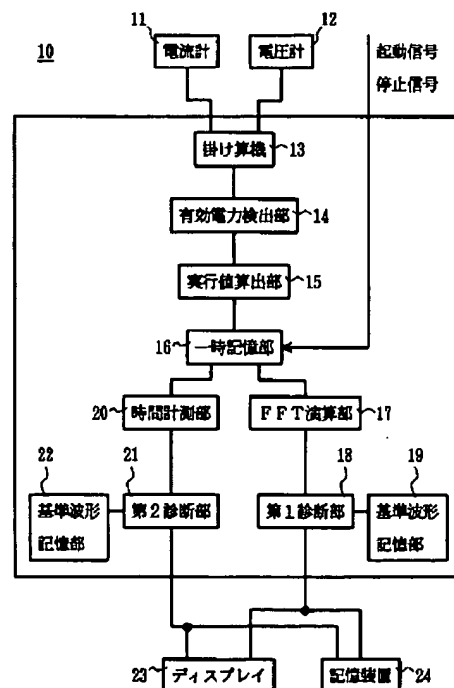 11 12
10 電流計 電圧計 起動信号
停止信号
掛け算機 13
有効電力検出部 14
実行値算出部 15
16 一時記憶部
20 時間計測部 FFT演算部 17
22 21 18 19
基準波形
記憶部
第2診断部
第1診断部
基準波形
記憶部
23 ディスプレイ 記憶装置 24